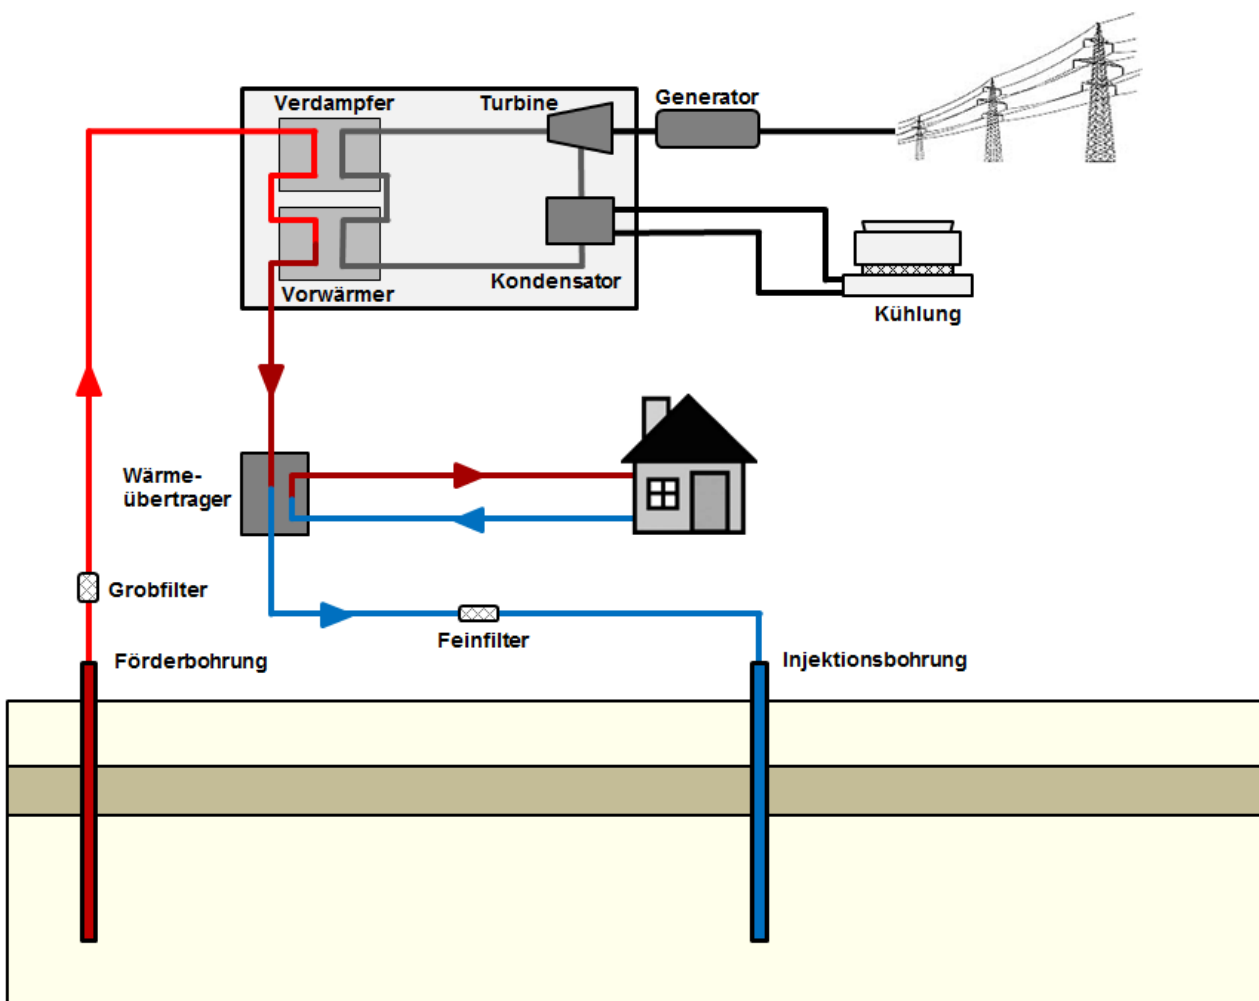 Verdampfer
Turbine
Generator
Vorwärmer
Kondensator
Kühlung
Wärme-
übertrager
Grobfilter
Feinfilter
Förderbohrung
Injektionsbohrung